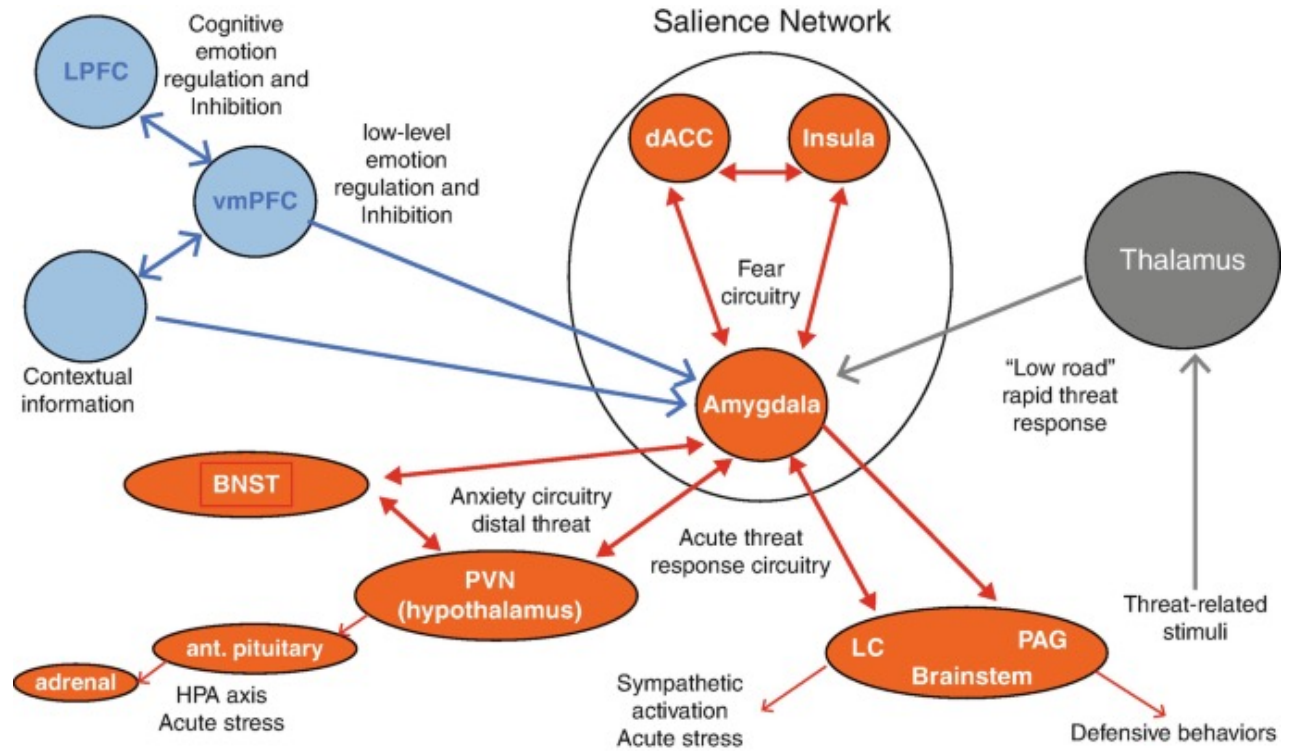 Salience Network
LPFC
Cognitive
emotion
regulation and
Inhibition
vmPFC
low-level
emotion
regulation and
Inhibition
Contextual
information
dACC
Insula
Fear
circuitry
Amygdala
Thalamus
“Low road”
rapid threat
response
Threat-related
stimuli
BNST
Anxiety circuitry
distal threat
PVN
(hypothalamus)
ant. pituitary
adrenal
HPA axis
Acute stress
Acute threat
response circuitry
LC
PAG
Brainstem
Sympathetic
activation
Acute stress
Defensive behaviors